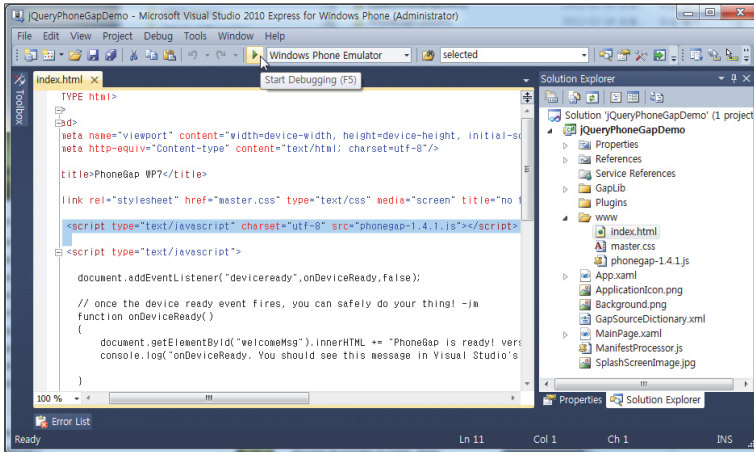 jQueryPhoneGapDemo - Microsoft Visual Studio 2010 Express for Windows Phone (Administrator)
File Edit View Project Debug Tools Window Help
Windows Phone Emulator selected
Start Debugging (F5)
Toolbox
index.html
TYPE html>
ad>
meta name="viewport" content="width=device-width, height=device-height, initial-sc
meta http-equiv="Content-type" content="text/html; charset=utf-8"/>
title>PhoneGap WP7</title>
link rel="stylesheet" href="master.css" type="text/css" media="screen" title="no f
<script type="text/javascript" charset="utf-8" src="phonegap-1.4.1.js"></script>
<script type="text/javascript">
document.addEventListener("deviceready",onDeviceReady,false);
// once the device ready event fires, you can safely do your thing! -jm
function onDeviceReady()
{
document.getElementById("welcomeMsg").innerHTML += "PhoneGap is ready! vers
console.log("onDeviceReady. You should see this message in Visual Studio's
}
100 %
Solution Explorer
Solution 'jQueryPhoneGapDemo' (1 project
jQueryPhoneGapDemo
Properties
References
Service References
GapLib
Plugins
www
index.html
master.css
phonegap-1.4.1.js
App.xaml
ApplicationIcon.png
Background.png
GapSourceDictionary.xml
MainPage.xaml
ManifestProcessor.js
SplashScreenImage.jpg
Properties Solution Explorer
Error List
Ready Ln 11 Col 1 Ch 1 INS